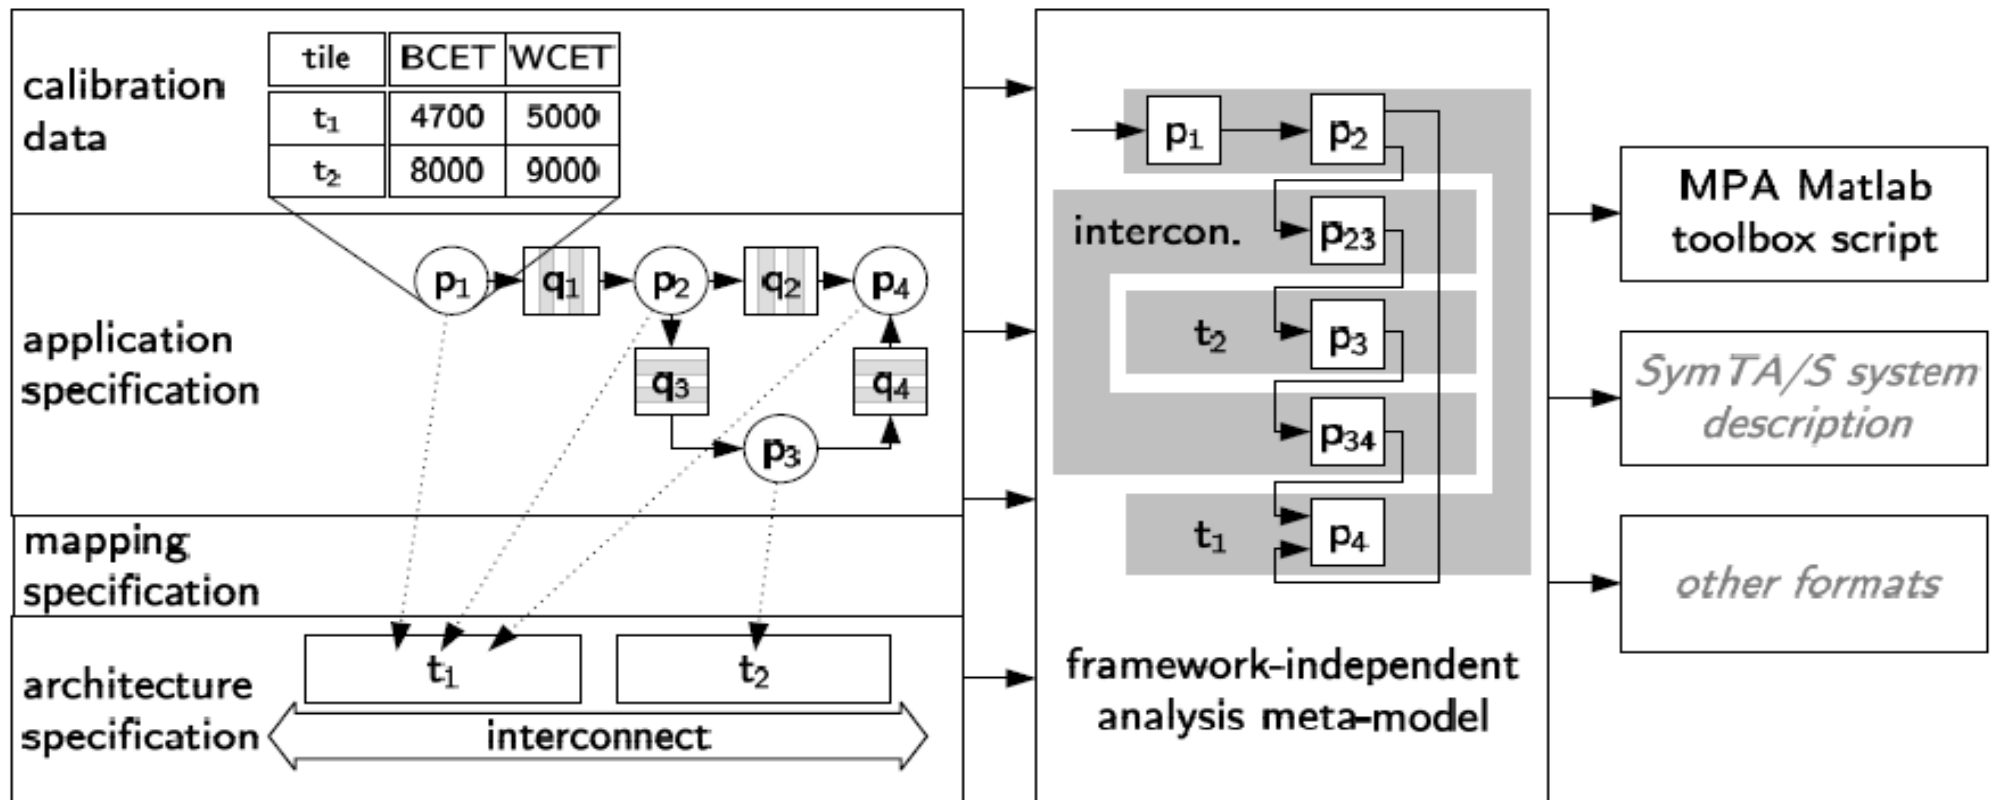 calibration
data
tile BCET WCET
t1 4700 5000
t2 8000 9000
application
specification
p1 q1 p2 q2 p4
q3 q4
p3
mapping
specification
architecture
specification
t1 t2
interconnect
p1 p2
intercon. p23
t2 p3
p34
t1 p4
framework-independent
analysis meta-model
MPA Matlab
toolbox script
SymTA/S system
description
other formats